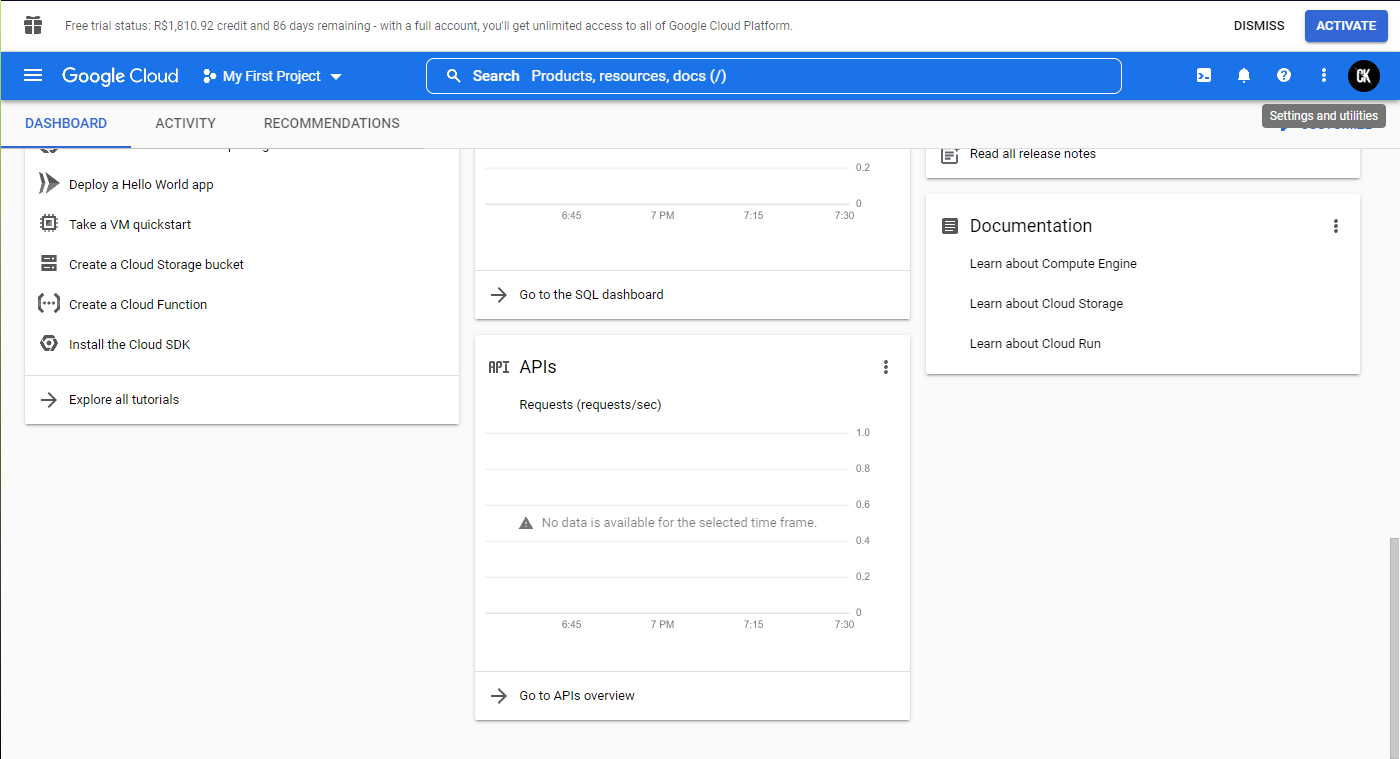 Free trial status: R$1,810.92 credit and 86 days remaining - with a full account, you'll get unlimited access to all of Google Cloud Platform.
DISMISS
ACTIVATE
Google Cloud
My First Project
Search Products, resources, docs (/)
CK
DASHBOARD
ACTIVITY
RECOMMENDATIONS
Settings and utilities
Deploy a Hello World app
Take a VM quickstart
Create a Cloud Storage bucket
Create a Cloud Function
Install the Cloud SDK
Explore all tutorials
0.2
0
6:45 7 PM 7:15 7:30
Go to the SQL dashboard
API APIs
Requests (requests/sec)
1.0
0.8
0.6
No data is available for the selected time frame.
0.4
0.2
0
6:45 7 PM 7:15 7:30
Go to APIs overview
Read all release notes
Documentation
Learn about Compute Engine
Learn about Cloud Storage
Learn about Cloud Run